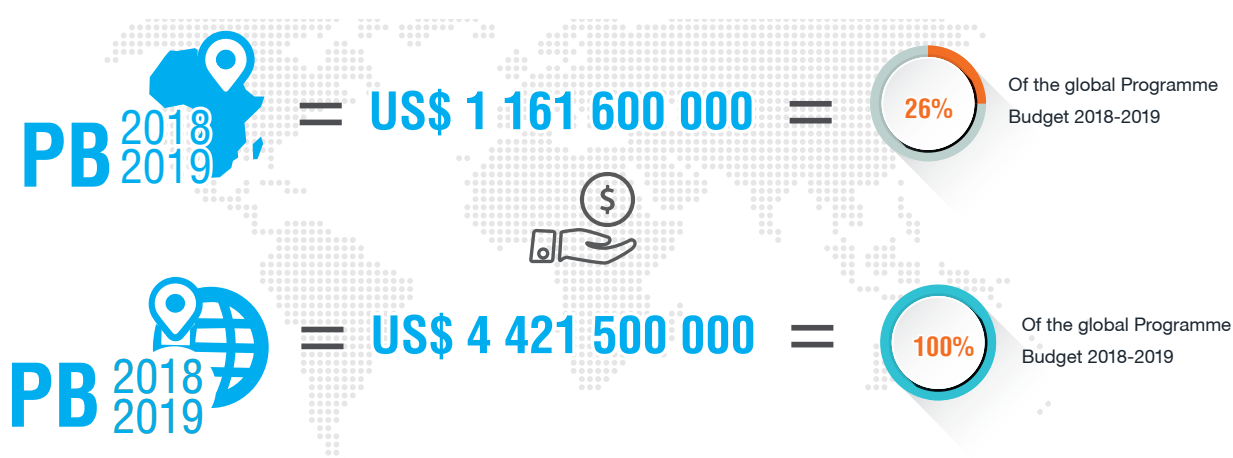 PB 2018
2019
= US$ 1 161 600 000 =
26%
Of the global Programme
Budget 2018-2019
$
PB 2018
2019
= US$ 4 421 500 000 =
100%
Of the global Programme
Budget 2018-2019